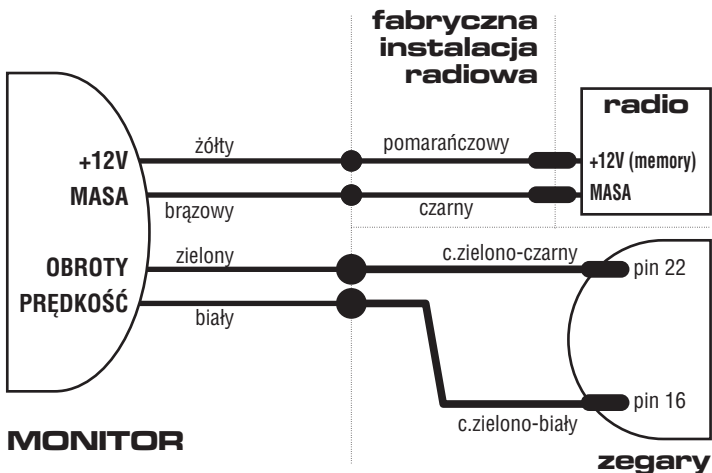 fabryczna
instalacja
radiowa
radio
+12V
żółty
pomarańczowy
+12V (memory)
MASA
brązowy
czarny
MASA
OBROTY
zielony
c.zielono-czarny
pin 22
PRĘDKOŚĆ
biały
c.zielono-biały
pin 16
MONITOR
zegary